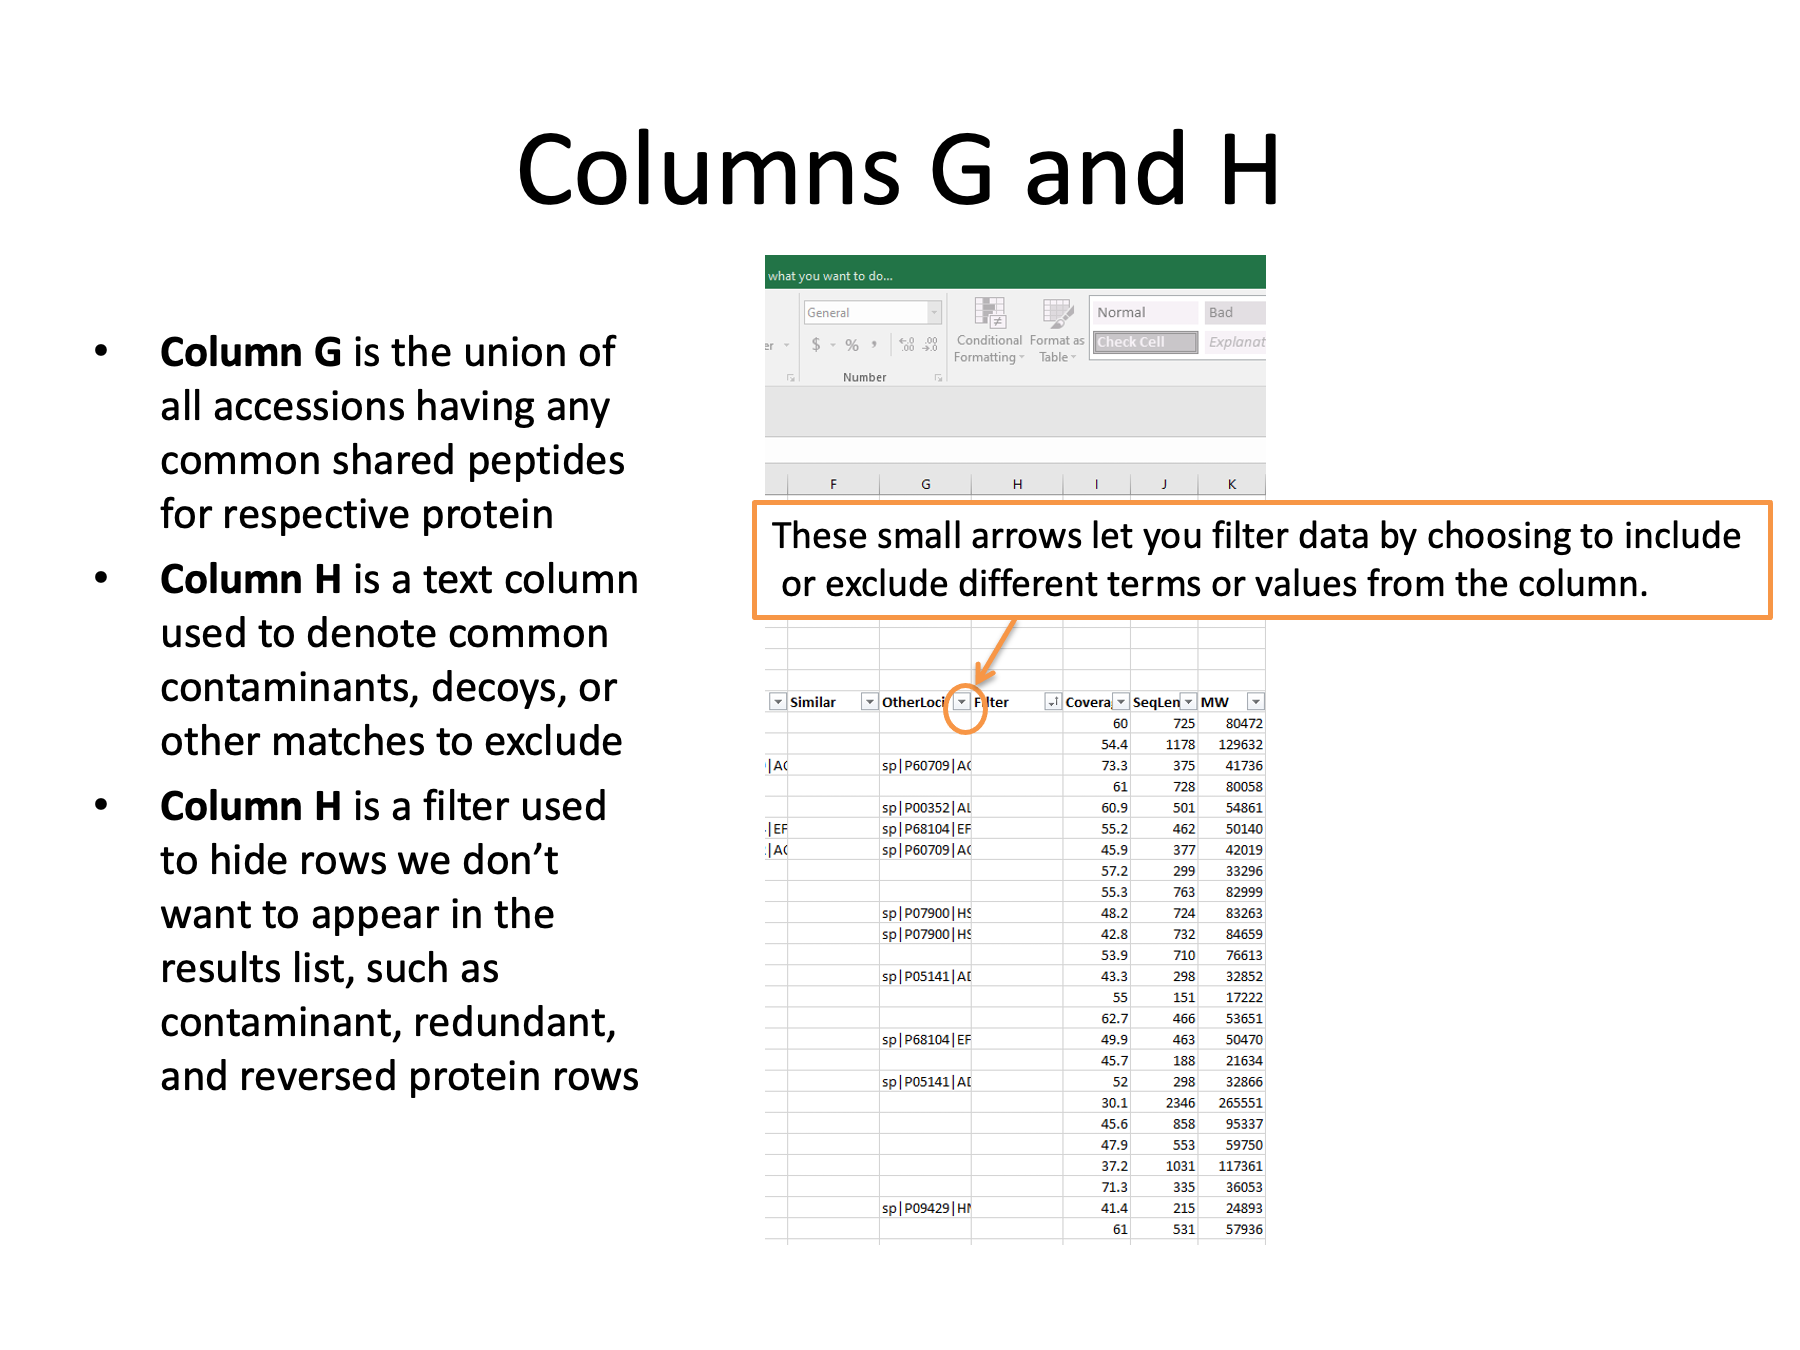 Columns G and H
• Column G is the union of
all accessions having any
common shared peptides
for respective protein
• Column H is a text column
used to denote common
contaminants, decoys, or
other matches to exclude
• Column H is a filter used
to hide rows we don’t
want to appear in the
results list, such as
contaminant, redundant,
and reversed protein rows
what you want to do...
General
Conditional Formatting
Format as Table
Normal
Bad
Check Cell
Explanat
$ % , .00 .00
Number
F G H I J K
These small arrows let you filter data by choosing to include
or exclude different terms or values from the column.
Similar OtherLoci Filter Covera SeqLen MW
60 725 80472
54.4 1178 129632
|AC sp|P60709|AC 73.3 375 41736
61 728 80058
sp|P00352|AL 60.9 501 54861
|EF sp|P68104|EF 55.2 462 50140
|AC sp|P60709|AC 45.9 377 42019
57.2 299 33296
55.3 763 82999
sp|P07900|HS 48.2 724 83263
sp|P07900|HS 42.8 732 84659
53.9 710 76613
sp|P05141|AD 43.3 298 32852
55 151 17222
62.7 466 53651
sp|P68104|EF 49.9 463 50470
45.7 188 21634
sp|P05141|AD 52 298 32866
30.1 2346 265551
45.6 858 95337
47.9 553 59750
37.2 1031 117361
71.3 335 36053
sp|P09429|HM 41.4 215 24893
61 531 57936